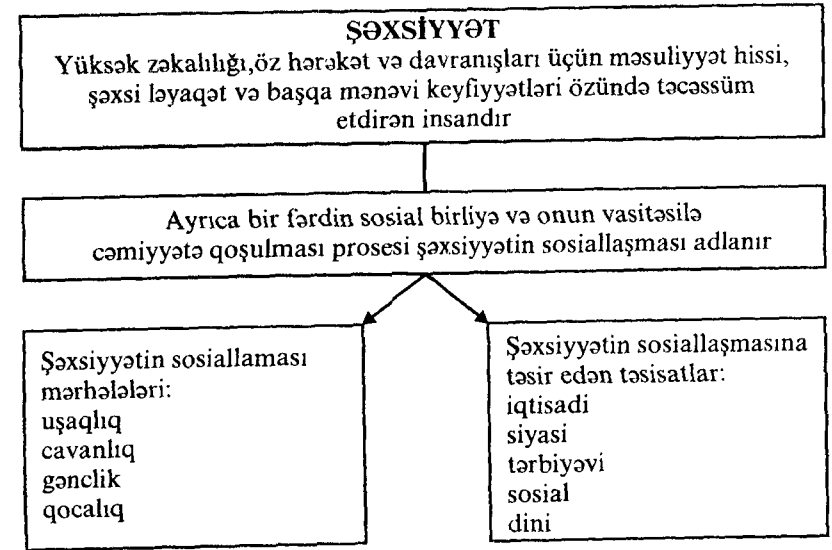 ŞƏXSİYYƏT
Yüksək zəkalılığı,öz hərəkət və davranışları üçün məsuliyyət hissi,
şəxsi ləyaqət və başqa mənəvi keyfiyyətləri özündə təcəssüm
etdirən insandır
Ayrıca bir fərdin sosial birliyə və onun vasitəsilə
cəmiyyətə qoşulması prosesi şəxsiyyətin sosiallaşması adlanır
Şəxsiyyətin sosiallaması
mərhələləri:
uşaqlıq
cavanlıq
gənclik
qocalıq
Şəxsiyyətin sosiallaşmasına
təsir edən təsisatlar:
iqtisadi
siyasi
tərbiyəvi
sosial
dini